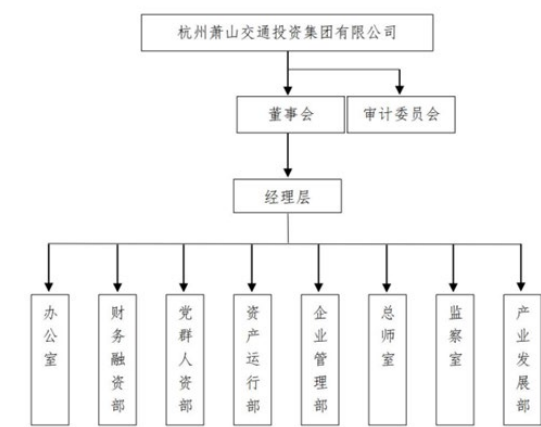 杭州萧山交通投资集团有限公司
董事会
审计委员会
经理层
办公室
财务融资部
党群人资部
资产运行部
企业管理部
总师室
监察室
产业发展部